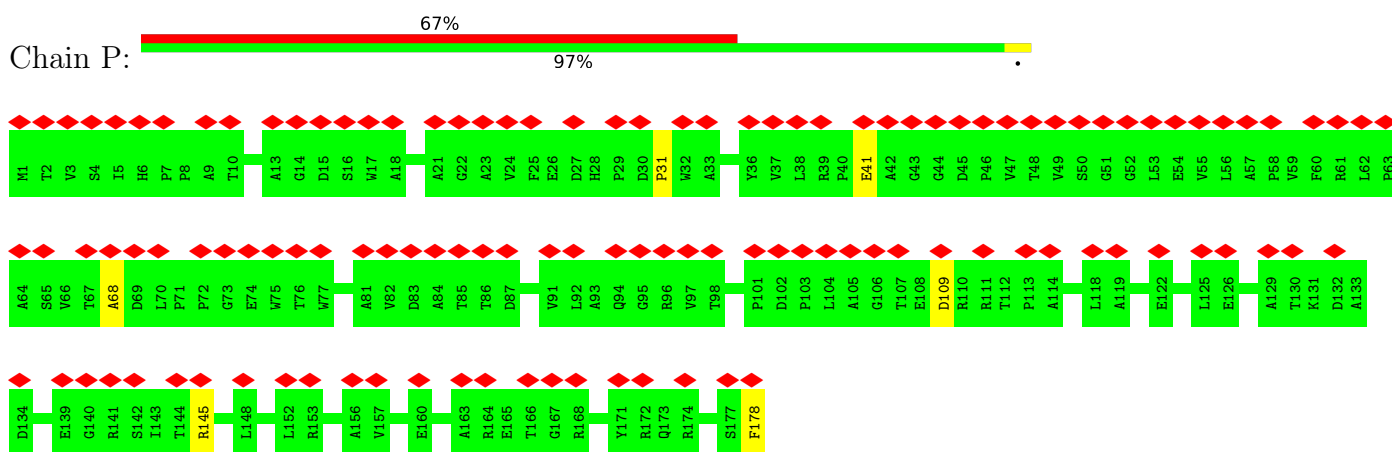 67%
Chain P:
97%
.
M1 T2 V3 S4 I5 H6 P7 P8 A9 T10 A13 G14 D15 S16 W17 A18 A21 G22 A23 V24 F25 E26 D27 H28 P29 D30 P31 W32 A33 Y36 V37 L38 R39 P40 E41 A42 G43 G44 D45 P46 V47 T48 V49 S50 G51 G52 L53 E54 V55 L56 A57 P58 V59 F60 R61 L62 P63
A64 S65 V66 T67 A68 D69 L70 P71 P72 G73 E74 W75 T76 W77 A81 V82 D83 A84 T85 T86 D87 V91 L92 A93 Q94 G95 R96 V97 T98 P101 D102 P103 L104 A105 G106 T107 E108 D109 R110 R111 T112 P113 A114 L118 A119 E122 L125 E126 A129 T130 K131 D132 A133
D134 E139 G140 R141 S142 I143 T144 R145 L148 L152 R153 A156 V157 E160 A163 R164 E165 T166 G167 R168 Y171 R172 Q173 R174 S177 F178